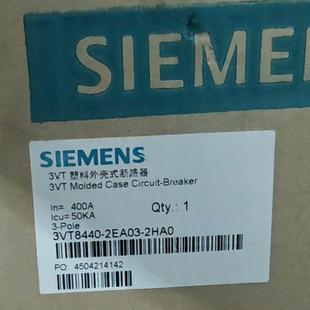 SIEME
SIEMENS
3VT 塑料外壳式断路器
3VT Molded Case Circuit-Breaker
In= 400A
Icu= 50KA
Qty.: 1
3-Pole
3VT8440-2EA03-2HA0
PO: 4504214142